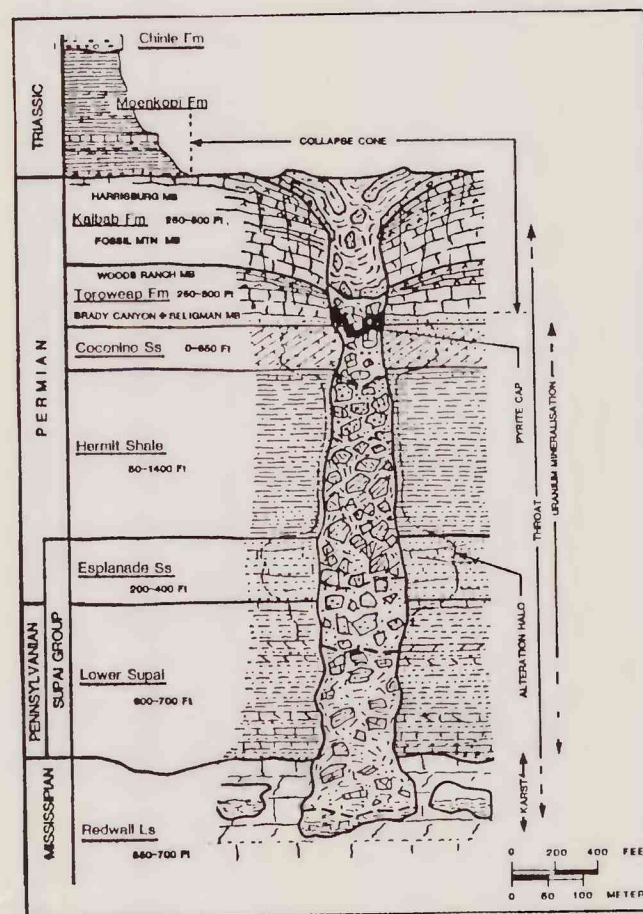 TRIASSIC
Chinle Fm
Moenkopi Fm
COLLAPSE CONE
PERMIAN
HARRISBURG MB
Kaibab Fm 250-500 Ft
FOSSIL MTN MB
WOODS RANCH MB
Toroweap Fm 250-500 Ft
BRADY CANYON + SELIGMAN MB
Coconino Ss 0-650 Ft
Hermit Shale
50-1400 Ft
Esplanade Ss
200-400 Ft
PENNSYLVANIAN
SUPAI GROUP
Lower Supai
600-700 Ft
MISSISSIPIAN
Redwall Ls
550-700 Ft
PYRITE CAP
ALTERATION HALO
THROAT
URANIUM MINERALISATION
KARST
0 200 400 FEE
0 50 100 METER